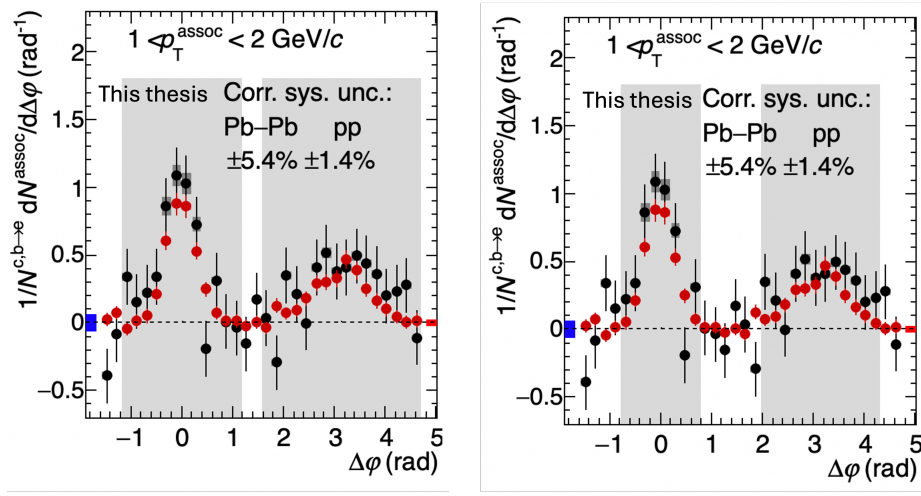 1 <p_T^assoc < 2 GeV/c
This thesis
Corr. sys. unc.:
Pb–Pb pp
±5.4% ±1.4%
1/N^c,b→e dN^assoc/dΔφ (rad^-1)
2
1.5
1
0.5
0
−0.5
−1 0 1 2 3 4 5
Δφ (rad)
1 <p_T^assoc < 2 GeV/c
This thesis
Corr. sys. unc.:
Pb–Pb pp
±5.4% ±1.4%
1/N^c,b→e dN^assoc/dΔφ (rad^-1)
2
1.5
1
0.5
0
−0.5
−1 0 1 2 3 4 5
Δφ (rad)